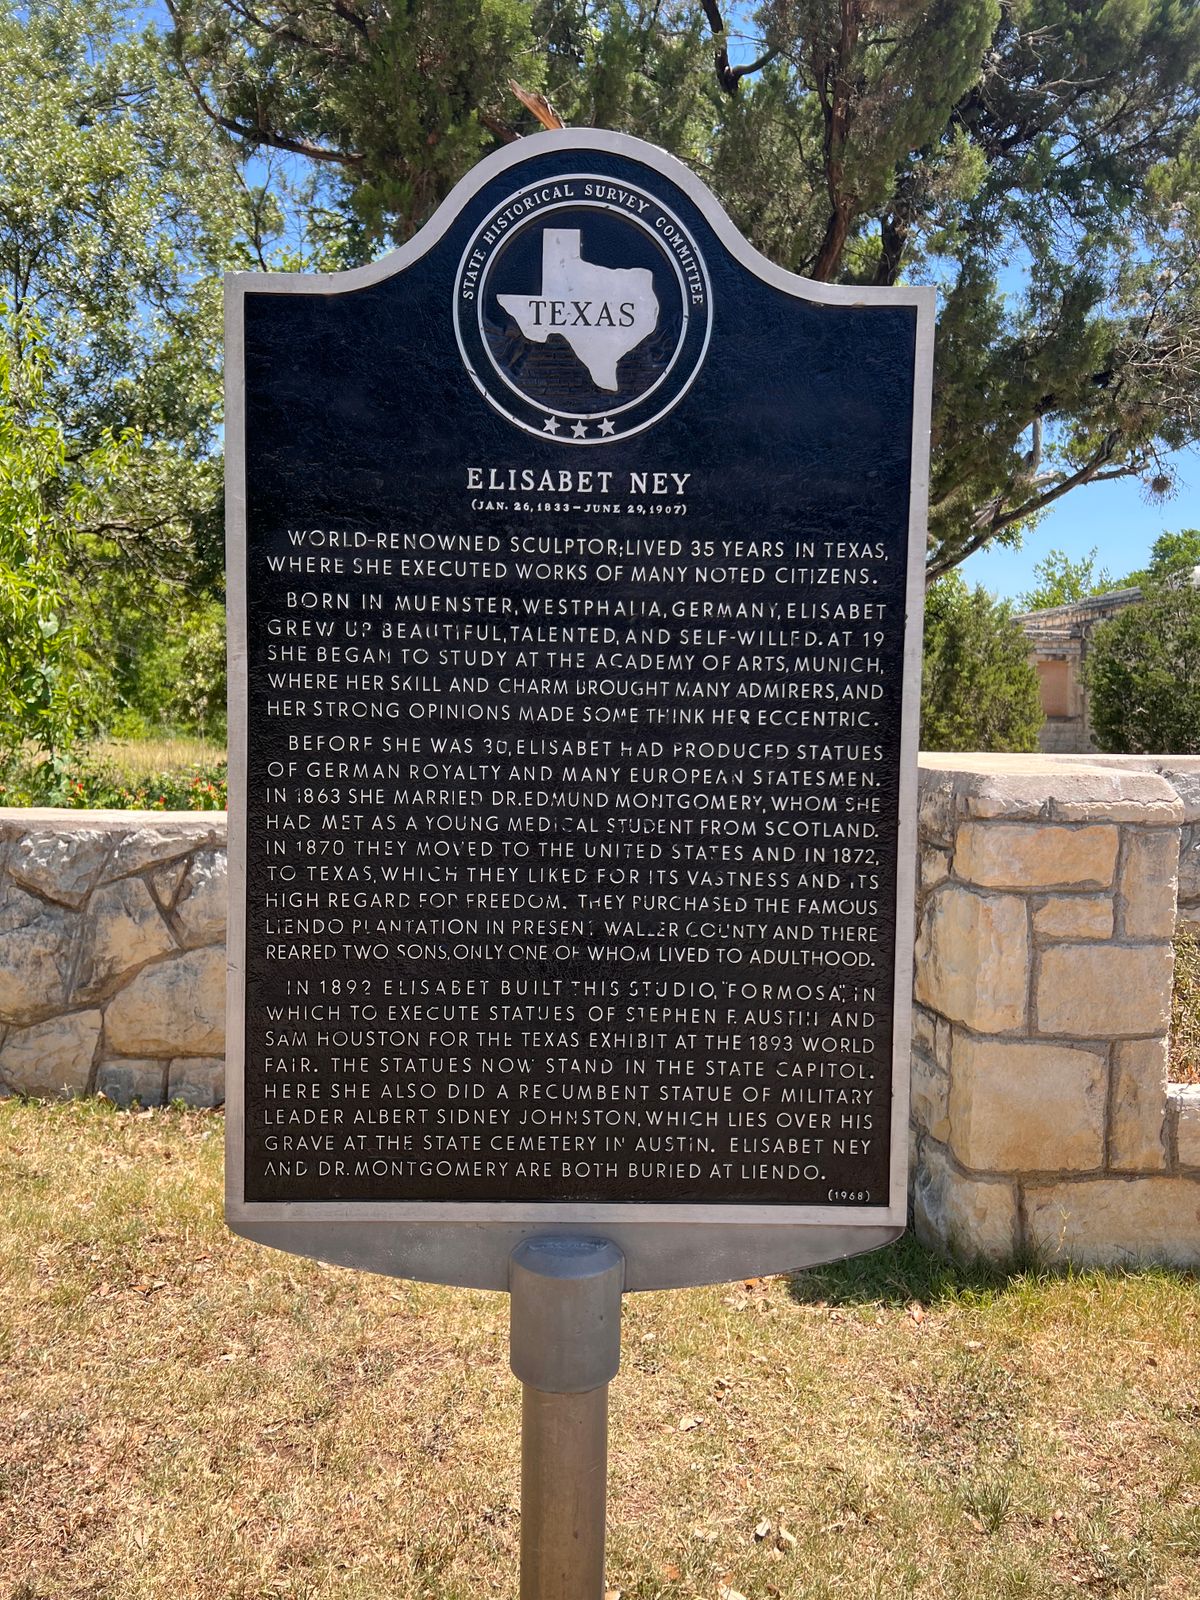 STATE HISTORICAL SURVEY COMMITTEE
TEXAS
ELISABET NEY
(JAN. 26, 1833 – JUNE 29, 1907)
WORLD-RENOWNED SCULPTOR; LIVED 35 YEARS IN TEXAS,
WHERE SHE EXECUTED WORKS OF MANY NOTED CITIZENS.
BORN IN MUENSTER, WESTPHALIA, GERMANY, ELISABET
GREW UP BEAUTIFUL, TALENTED, AND SELF-WILLED. AT 19
SHE BEGAN TO STUDY AT THE ACADEMY OF ARTS, MUNICH,
WHERE HER SKILL AND CHARM BROUGHT MANY ADMIRERS, AND
HER STRONG OPINIONS MADE SOME THINK HER ECCENTRIC.
BEFORE SHE WAS 30, ELISABET HAD PRODUCED STATUES
OF GERMAN ROYALTY AND MANY EUROPEAN STATESMEN.
IN 1863 SHE MARRIED DR. EDMUND MONTGOMERY, WHOM SHE
HAD MET AS A YOUNG MEDICAL STUDENT FROM SCOTLAND.
IN 1870 THEY MOVED TO THE UNITED STATES AND IN 1872,
TO TEXAS, WHICH THEY LIKED FOR ITS VASTNESS AND ITS
HIGH REGARD FOR FREEDOM. THEY PURCHASED THE FAMOUS
LIENDO PLANTATION IN PRESENT WALLER COUNTY AND THERE
REARED TWO SONS, ONLY ONE OF WHOM LIVED TO ADULTHOOD.
IN 1892 ELISABET BUILT THIS STUDIO, "FORMOSA", IN
WHICH TO EXECUTE STATUES OF STEPHEN F. AUSTIN AND
SAM HOUSTON FOR THE TEXAS EXHIBIT AT THE 1893 WORLD
FAIR. THE STATUES NOW STAND IN THE STATE CAPITOL.
HERE SHE ALSO DID A RECUMBENT STATUE OF MILITARY
LEADER ALBERT SIDNEY JOHNSTON, WHICH LIES OVER HIS
GRAVE AT THE STATE CEMETERY IN AUSTIN. ELISABET NEY
AND DR. MONTGOMERY ARE BOTH BURIED AT LIENDO.
(1968)